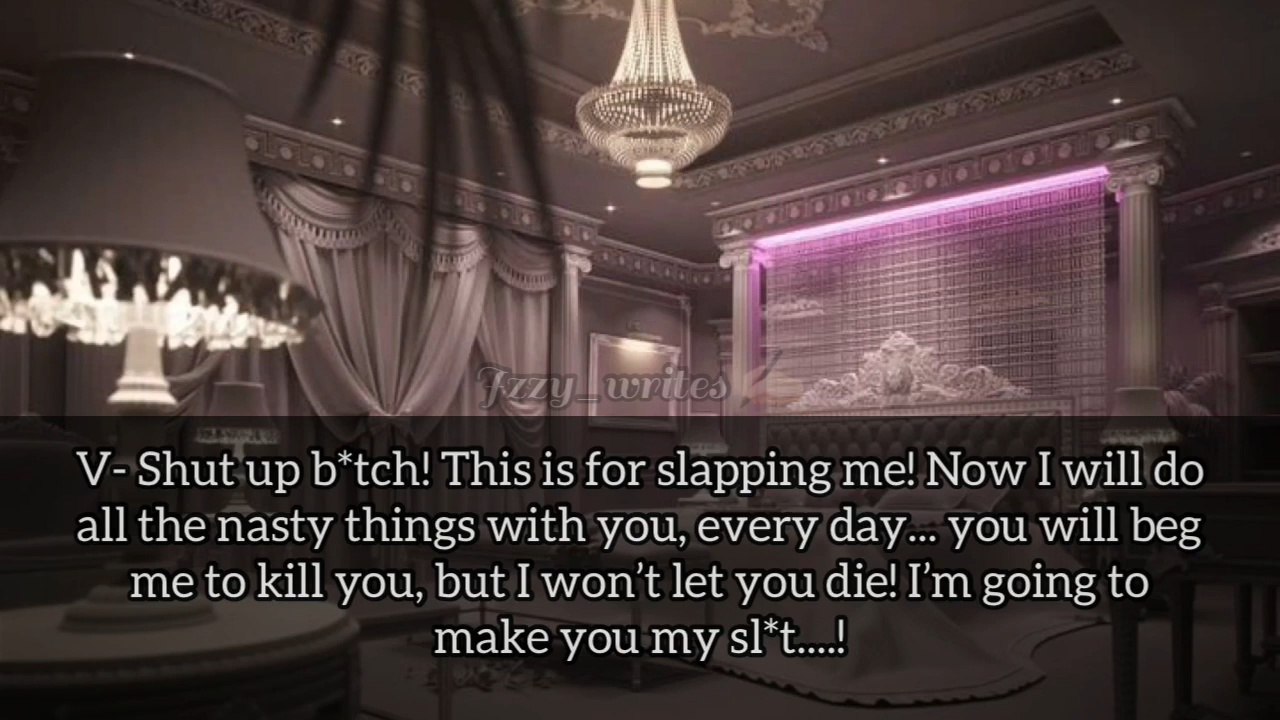 Jzzy_writes
V- Shut up b*tch! This is for slapping me! Now I will do
all the nasty things with you, every day... you will beg
me to kill you, but I won’t let you die! I’m going to
make you my sl*t....!